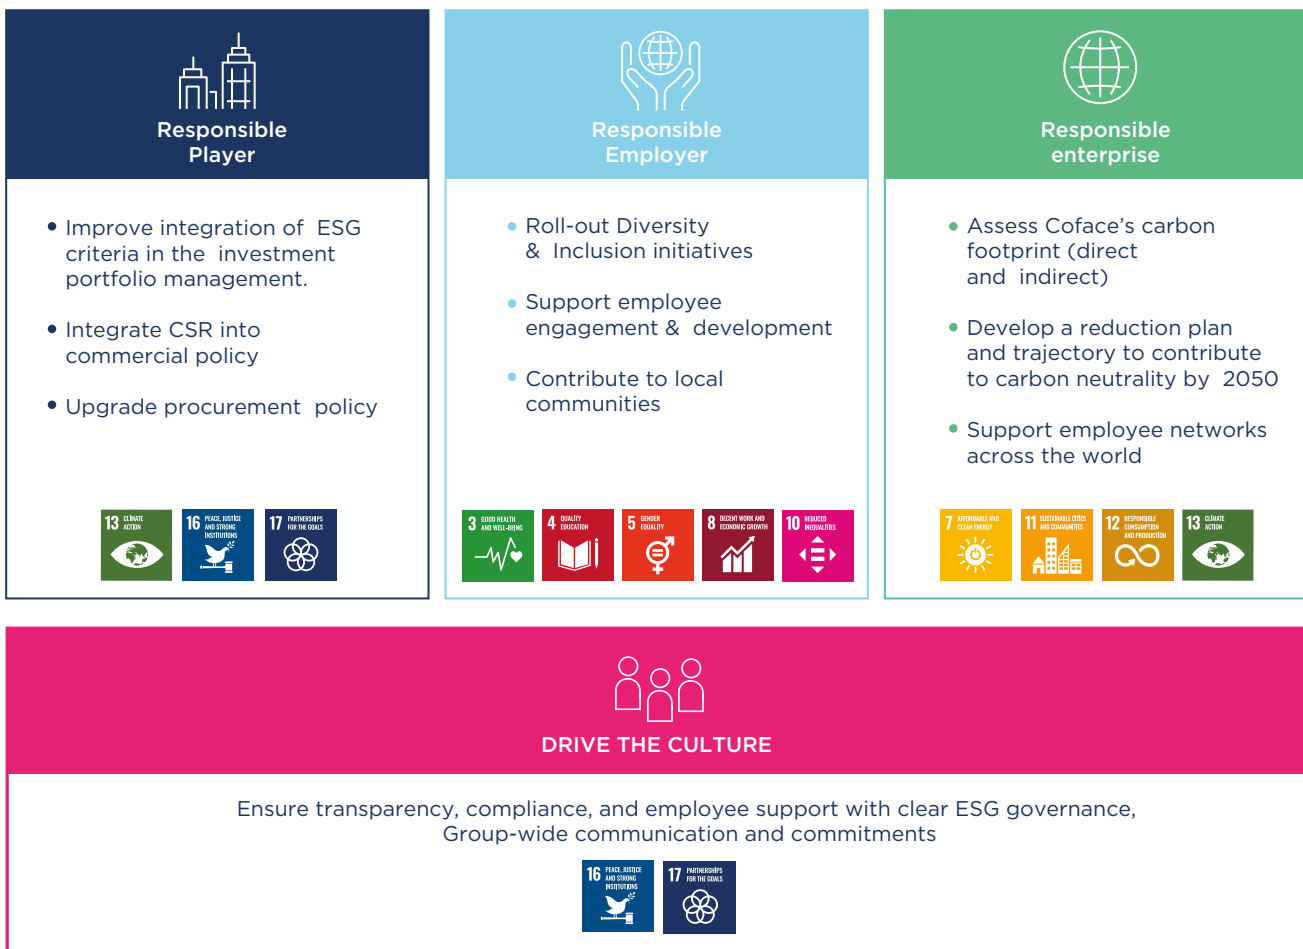 Responsible
Player
• Improve integration of ESG
criteria in the investment
portfolio management.
• Integrate CSR into
commercial policy
• Upgrade procurement policy
13 CLIMATE
ACTION
16 PEACE, JUSTICE
AND STRONG
INSTITUTIONS
17 PARTNERSHIPS
FOR THE GOALS
Responsible
Employer
• Roll-out Diversity
& Inclusion initiatives
• Support employee
engagement & development
• Contribute to local
communities
3 GOOD HEALTH
AND WELL-BEING
4 QUALITY
EDUCATION
5 GENDER
EQUALITY
8 DECENT WORK AND
ECONOMIC GROWTH
10 REDUCED
INEQUALITIES
Responsible
enterprise
• Assess Coface's carbon
footprint (direct
and indirect)
• Develop a reduction plan
and trajectory to contribute
to carbon neutrality by 2050
• Support employee networks
across the world
7 AFFORDABLE AND
CLEAN ENERGY
11 SUSTAINABLE CITIES
AND COMMUNITIES
12 RESPONSIBLE
CONSUMPTION
AND PRODUCTION
13 CLIMATE
ACTION
DRIVE THE CULTURE
Ensure transparency, compliance, and employee support with clear ESG governance,
Group-wide communication and commitments
16 PEACE, JUSTICE
AND STRONG
INSTITUTIONS
17 PARTNERSHIPS
FOR THE GOALS